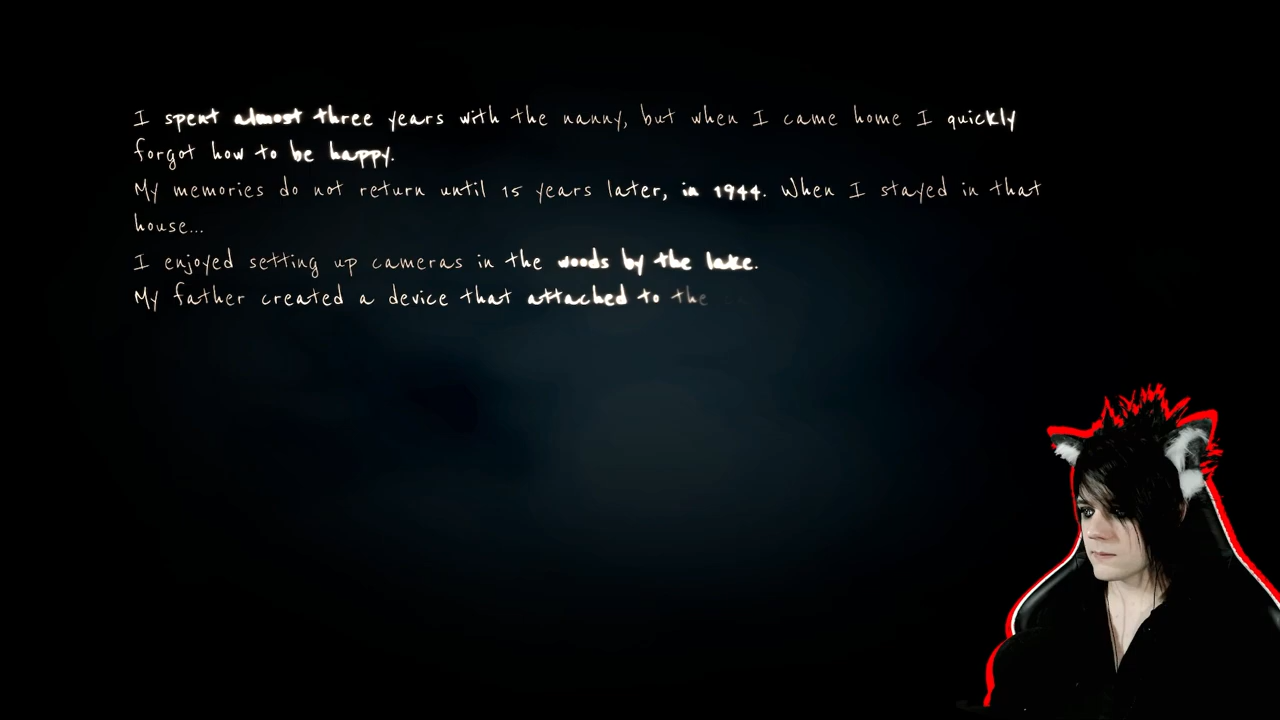 I spent almost three years with the nanny, but when I came home I quickly
forgot how to be happy.
My memories do not return until 15 years later, in 1944. When I stayed in that
house...
I enjoyed setting up cameras in the woods by the lake.
My father created a device that attached to the